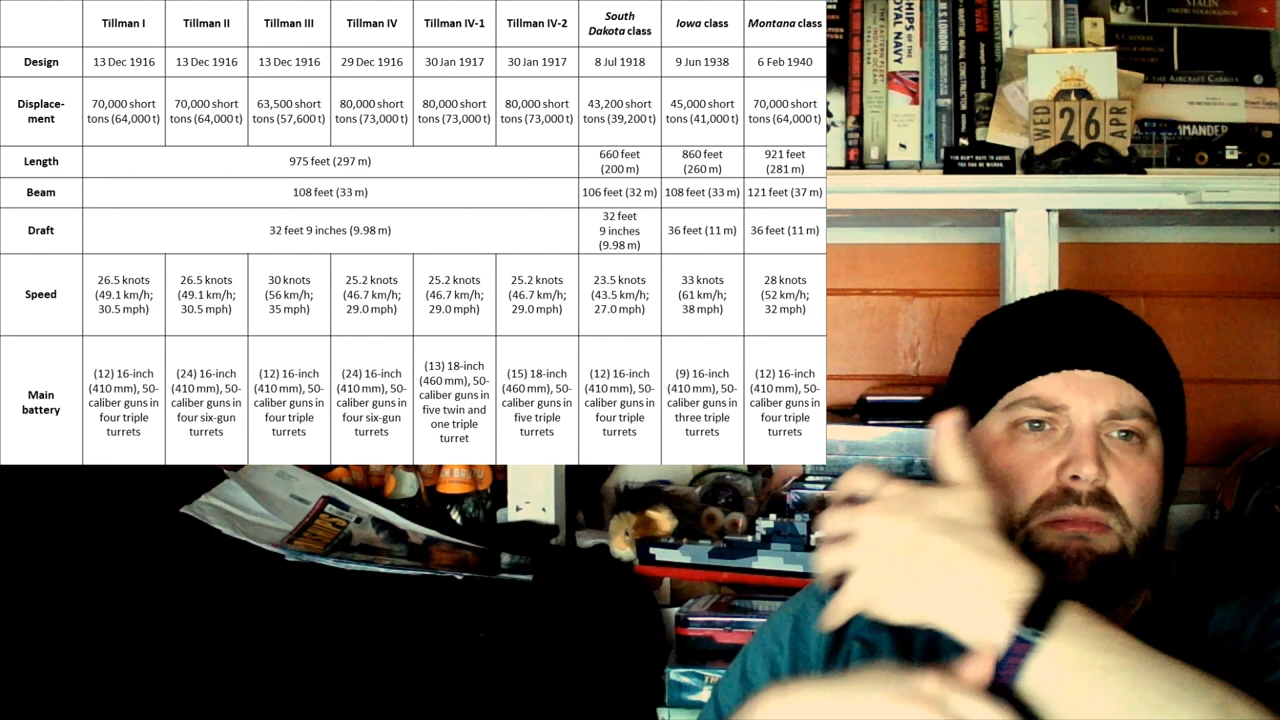 Tillman I Tillman II Tillman III Tillman IV Tillman IV-1 Tillman IV-2 South Dakota class Iowa class Montana class
Design 13 Dec 1916 13 Dec 1916 13 Dec 1916 29 Dec 1916 30 Jan 1917 30 Jan 1917 8 Jul 1918 9 Jun 1938 6 Feb 1940
Displace-
ment
70,000 short
tons (64,000 t)
70,000 short
tons (64,000 t)
63,500 short
tons (57,600 t)
80,000 short
tons (73,000 t)
80,000 short
tons (73,000 t)
80,000 short
tons (73,000 t)
43,200 short
tons (39,200 t)
45,000 short
tons (41,000 t)
70,000 short
tons (64,000 t)
Length
975 feet (297 m)
660 feet
(200 m)
860 feet
(260 m)
921 feet
(281 m)
Beam 108 feet (33 m) 106 feet (32 m) 108 feet (33 m) 121 feet (37 m)
Draft
32 feet 9 inches (9.98 m)
32 feet
9 inches
(9.98 m)
36 feet (11 m)
36 feet (11 m)
Speed
26.5 knots
(49.1 km/h;
30.5 mph)
26.5 knots
(49.1 km/h;
30.5 mph)
30 knots
(56 km/h;
35 mph)
25.2 knots
(46.7 km/h;
29.0 mph)
25.2 knots
(46.7 km/h;
29.0 mph)
25.2 knots
(46.7 km/h;
29.0 mph)
23.5 knots
(43.5 km/h;
27.0 mph)
33 knots
(61 km/h;
38 mph)
28 knots
(52 km/h;
32 mph)
Main
battery
(12) 16-inch
(410 mm), 50-
caliber guns in
four triple
turrets
(24) 16-inch
(410 mm), 50-
caliber guns in
four six-gun
turrets
(12) 16-inch
(410 mm), 50-
caliber guns in
four triple
turrets
(24) 16-inch
(410 mm), 50-
caliber guns in
four six-gun
turrets
(13) 18-inch
(460 mm), 50-
caliber guns in
five twin and
one triple
turret
(15) 18-inch
(460 mm), 50-
caliber guns in
five triple
turrets
(12) 16-inch
(410 mm), 50-
caliber guns in
four triple
turrets
(9) 16-inch
(410 mm), 50-
caliber guns in
three triple
turrets
(12) 16-inch
(410 mm), 50-
caliber guns in
four triple
turrets
STALIN
WED 26 APR